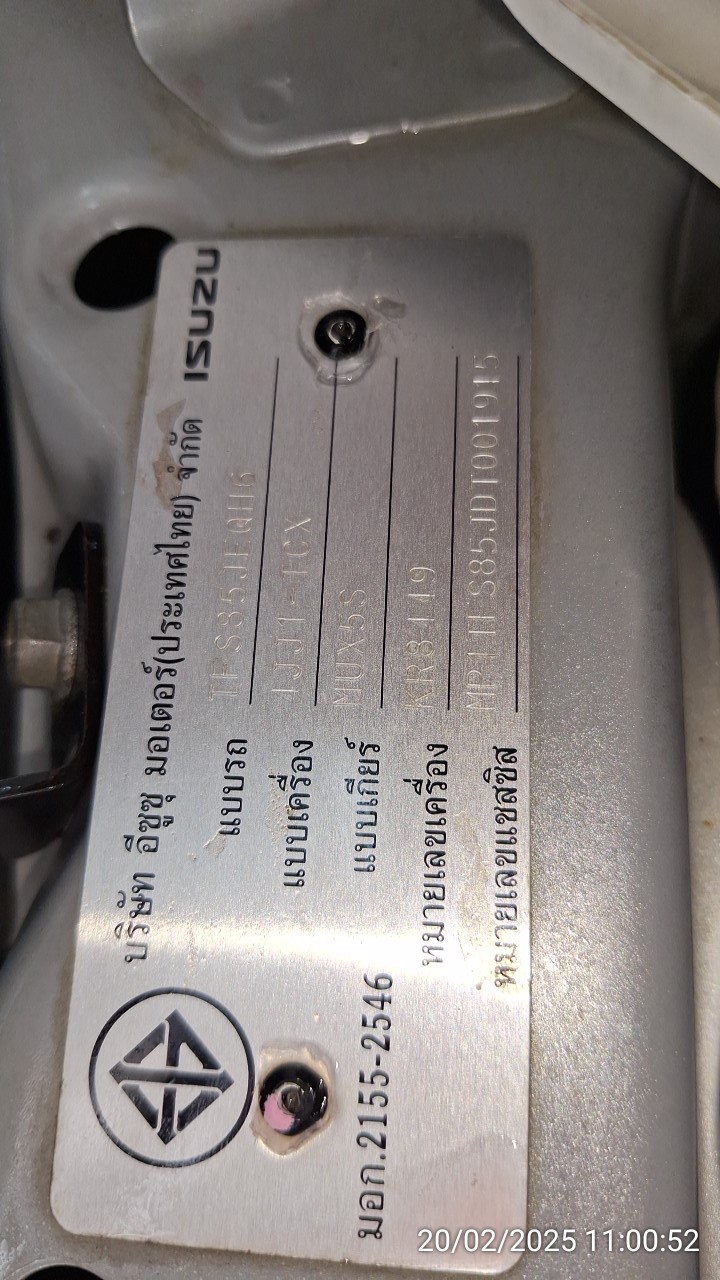 บริษัท อีซูซุ มอเตอร์(ประเทศไทย) จำกัด ISUZU
แบบรถ TFS85JFQH6
แบบเครื่อง 4JJ1-TCX
แบบเกียร์ MUX5S
หมายเลขเครื่อง
หมายเลขแชสซิส
มอก.2155-2546
20/02/2025 11:00:52